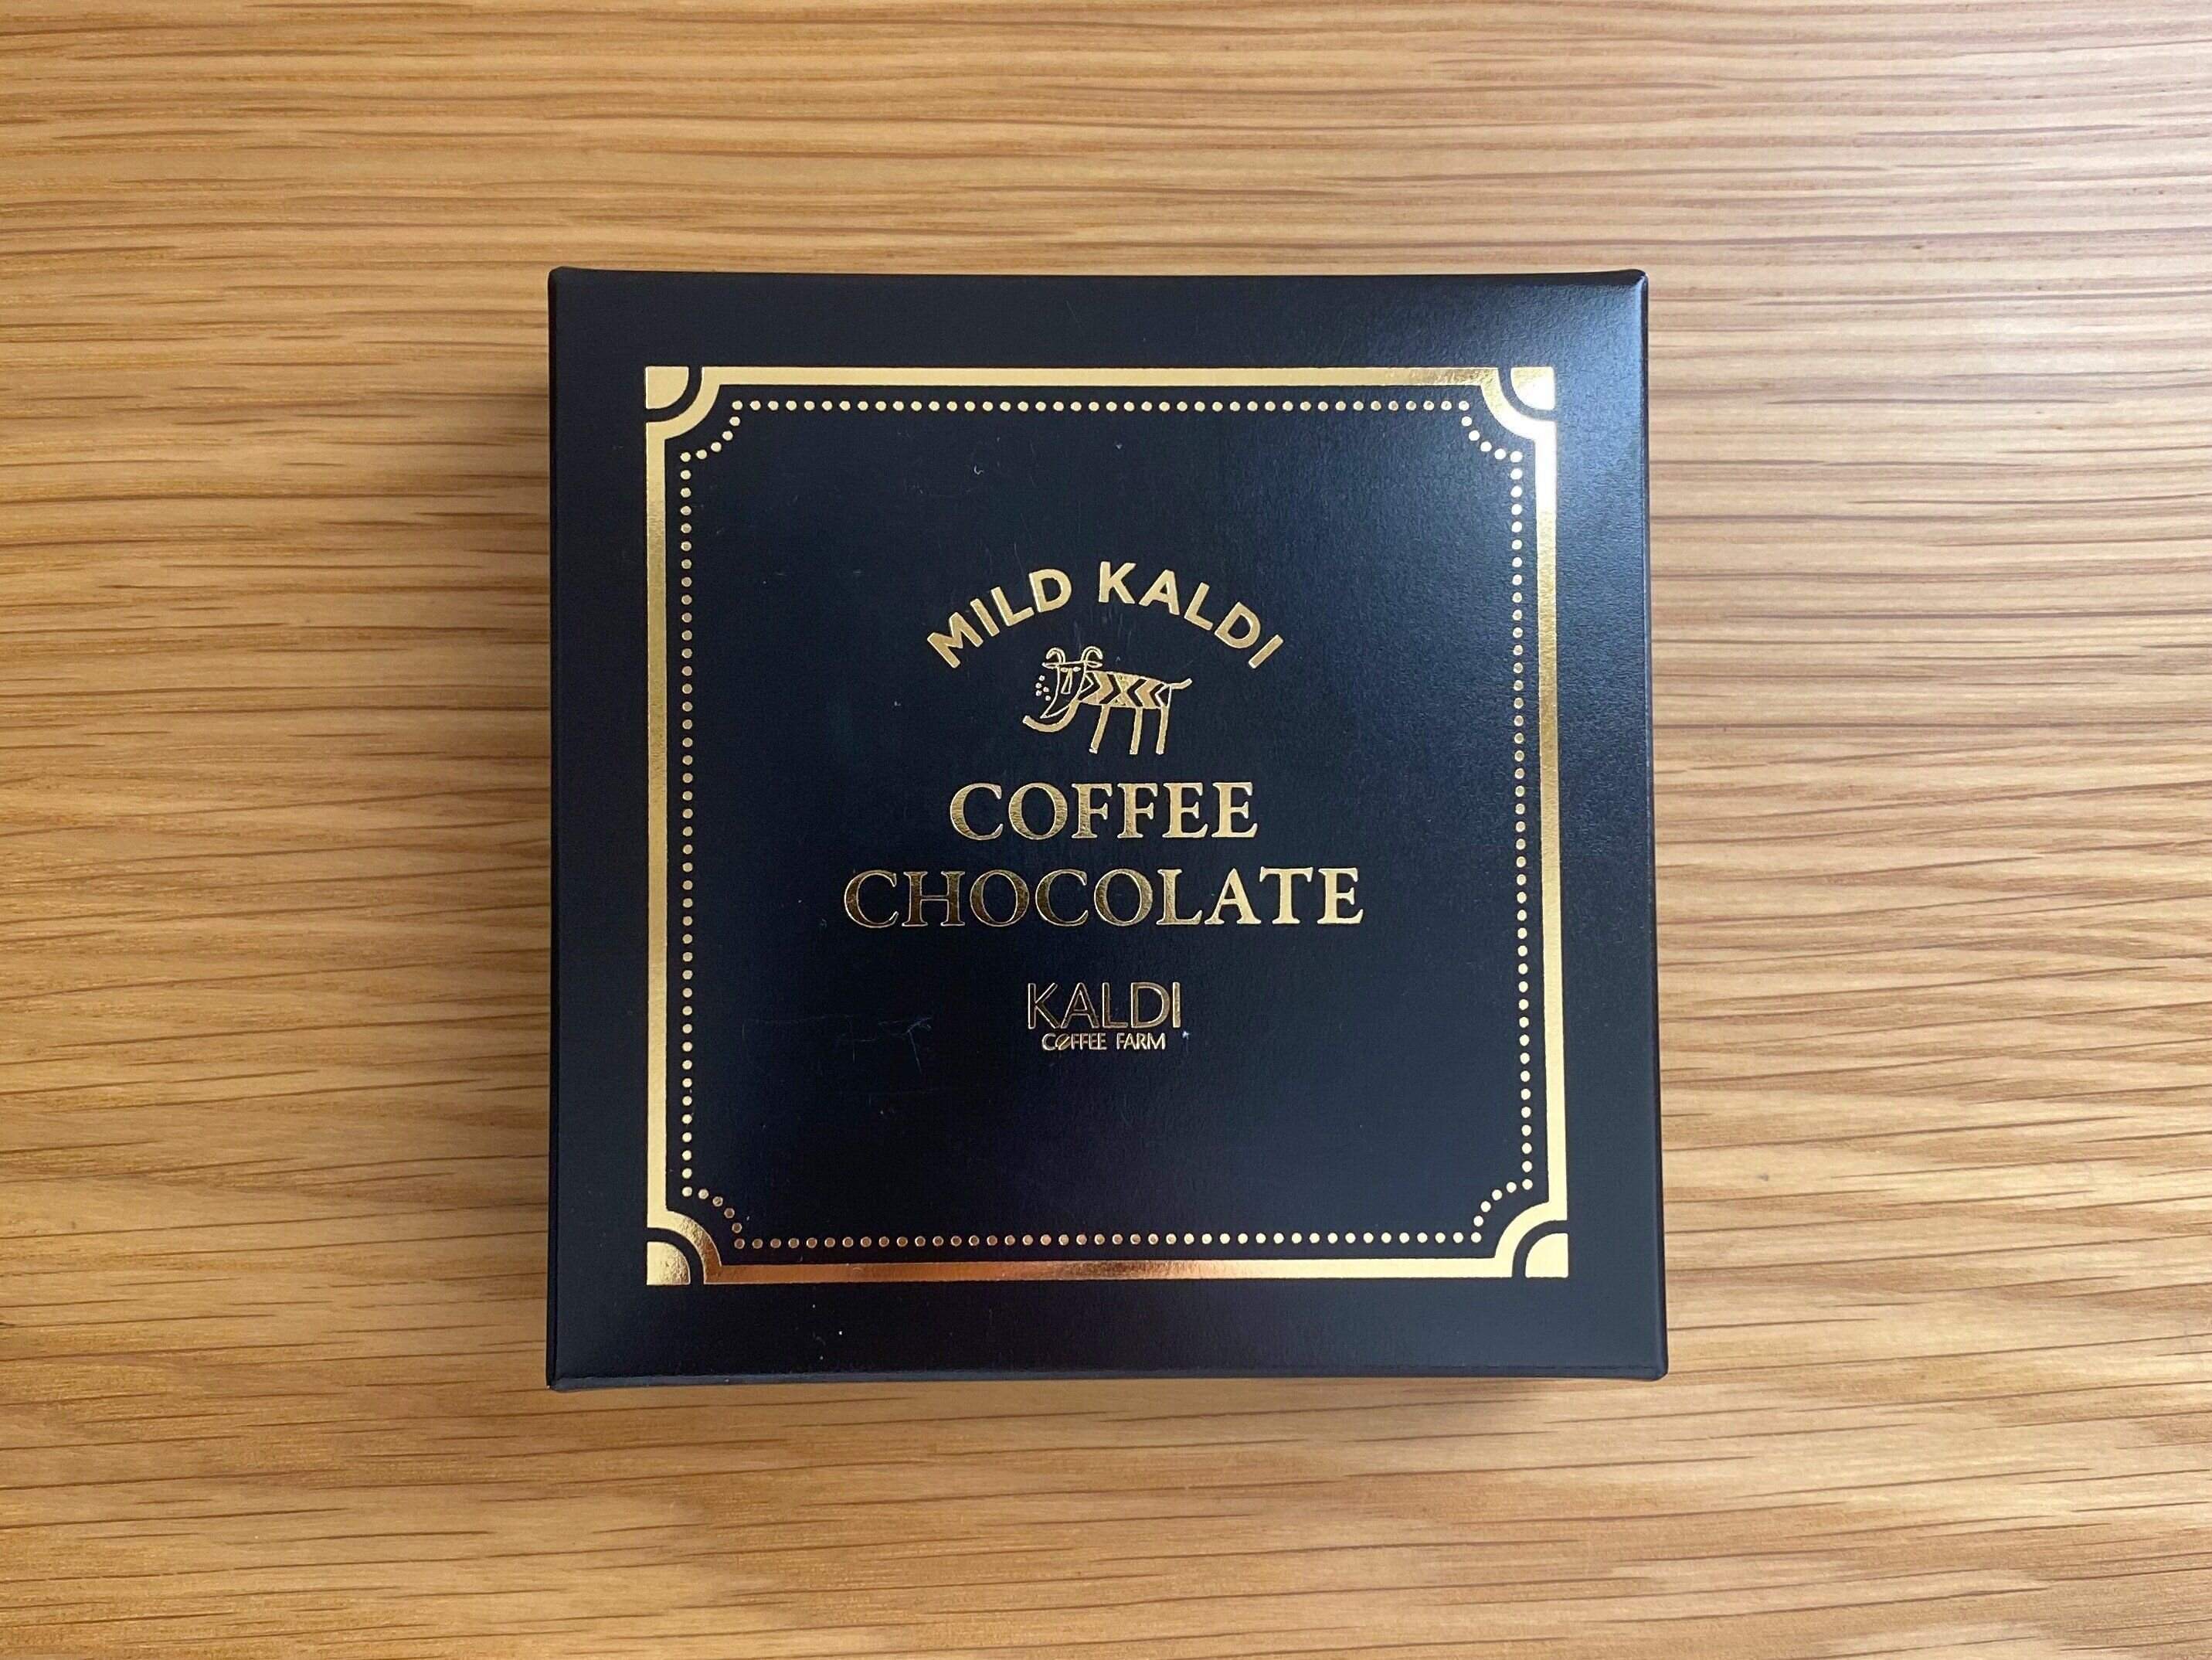 MILD KALDI
COFFEE
CHOCOLATE
KALDI
COFFEE FARM